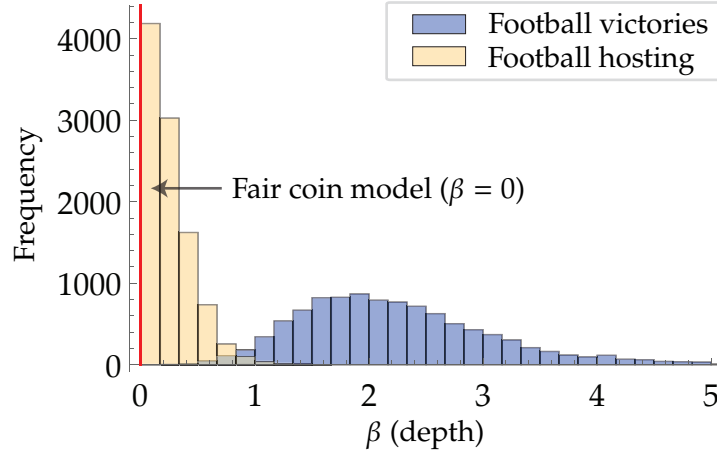 Football victories
Football hosting
Fair coin model (β = 0)
Frequency
4000
3000
2000
1000
0
0 1 2 3 4 5
β (depth)